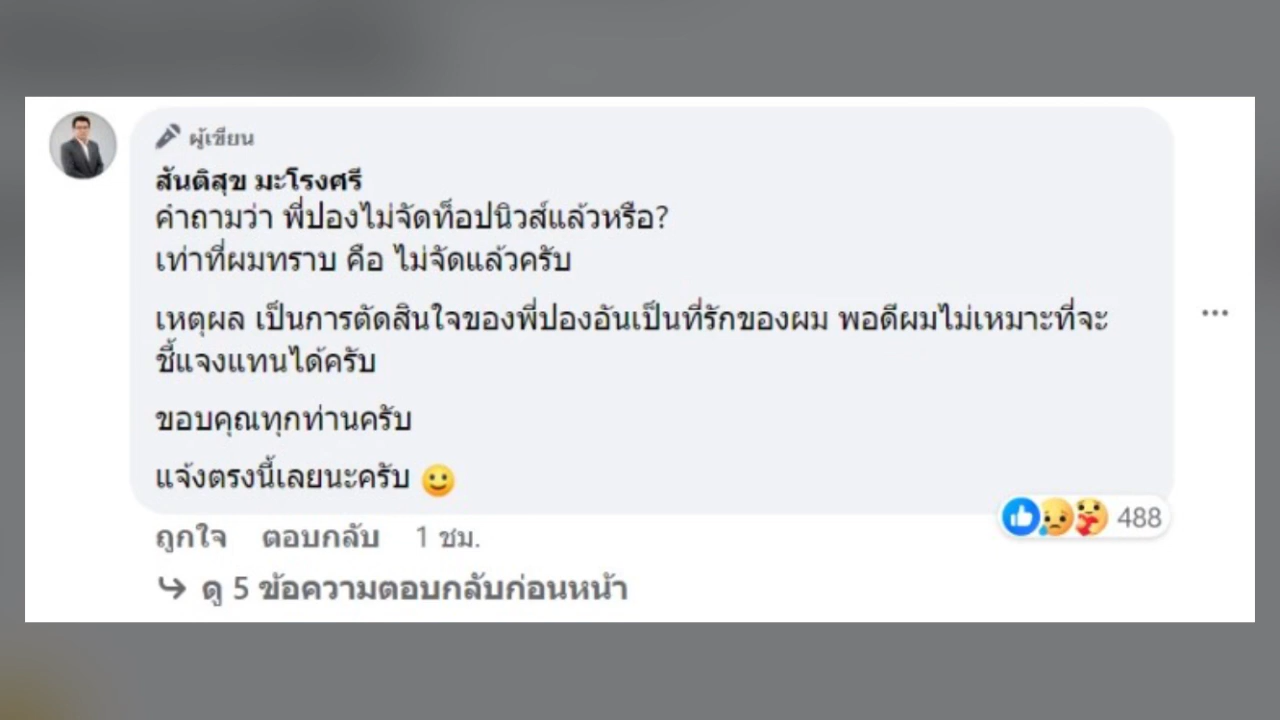 ผู้เขียน
สันติสุข มะโรงศรี
คำถามว่า พี่ปองไม่จัดท็อปนิวส์แล้วหรือ?
เท่าที่ผมทราบ คือ ไม่จัดแล้วครับ
เหตุผล เป็นการตัดสินใจของพี่ปองอันเป็นที่รักของผม พอดีผมไม่เหมาะที่จะ
ชี้แจงแทนได้ครับ
ขอบคุณทุกท่านครับ
แจ้งตรงนี้เลยนะครับ 🙂
488
ถูกใจ ตอบกลับ 1 ชม.
ดู 5 ข้อความตอบกลับก่อนหน้า